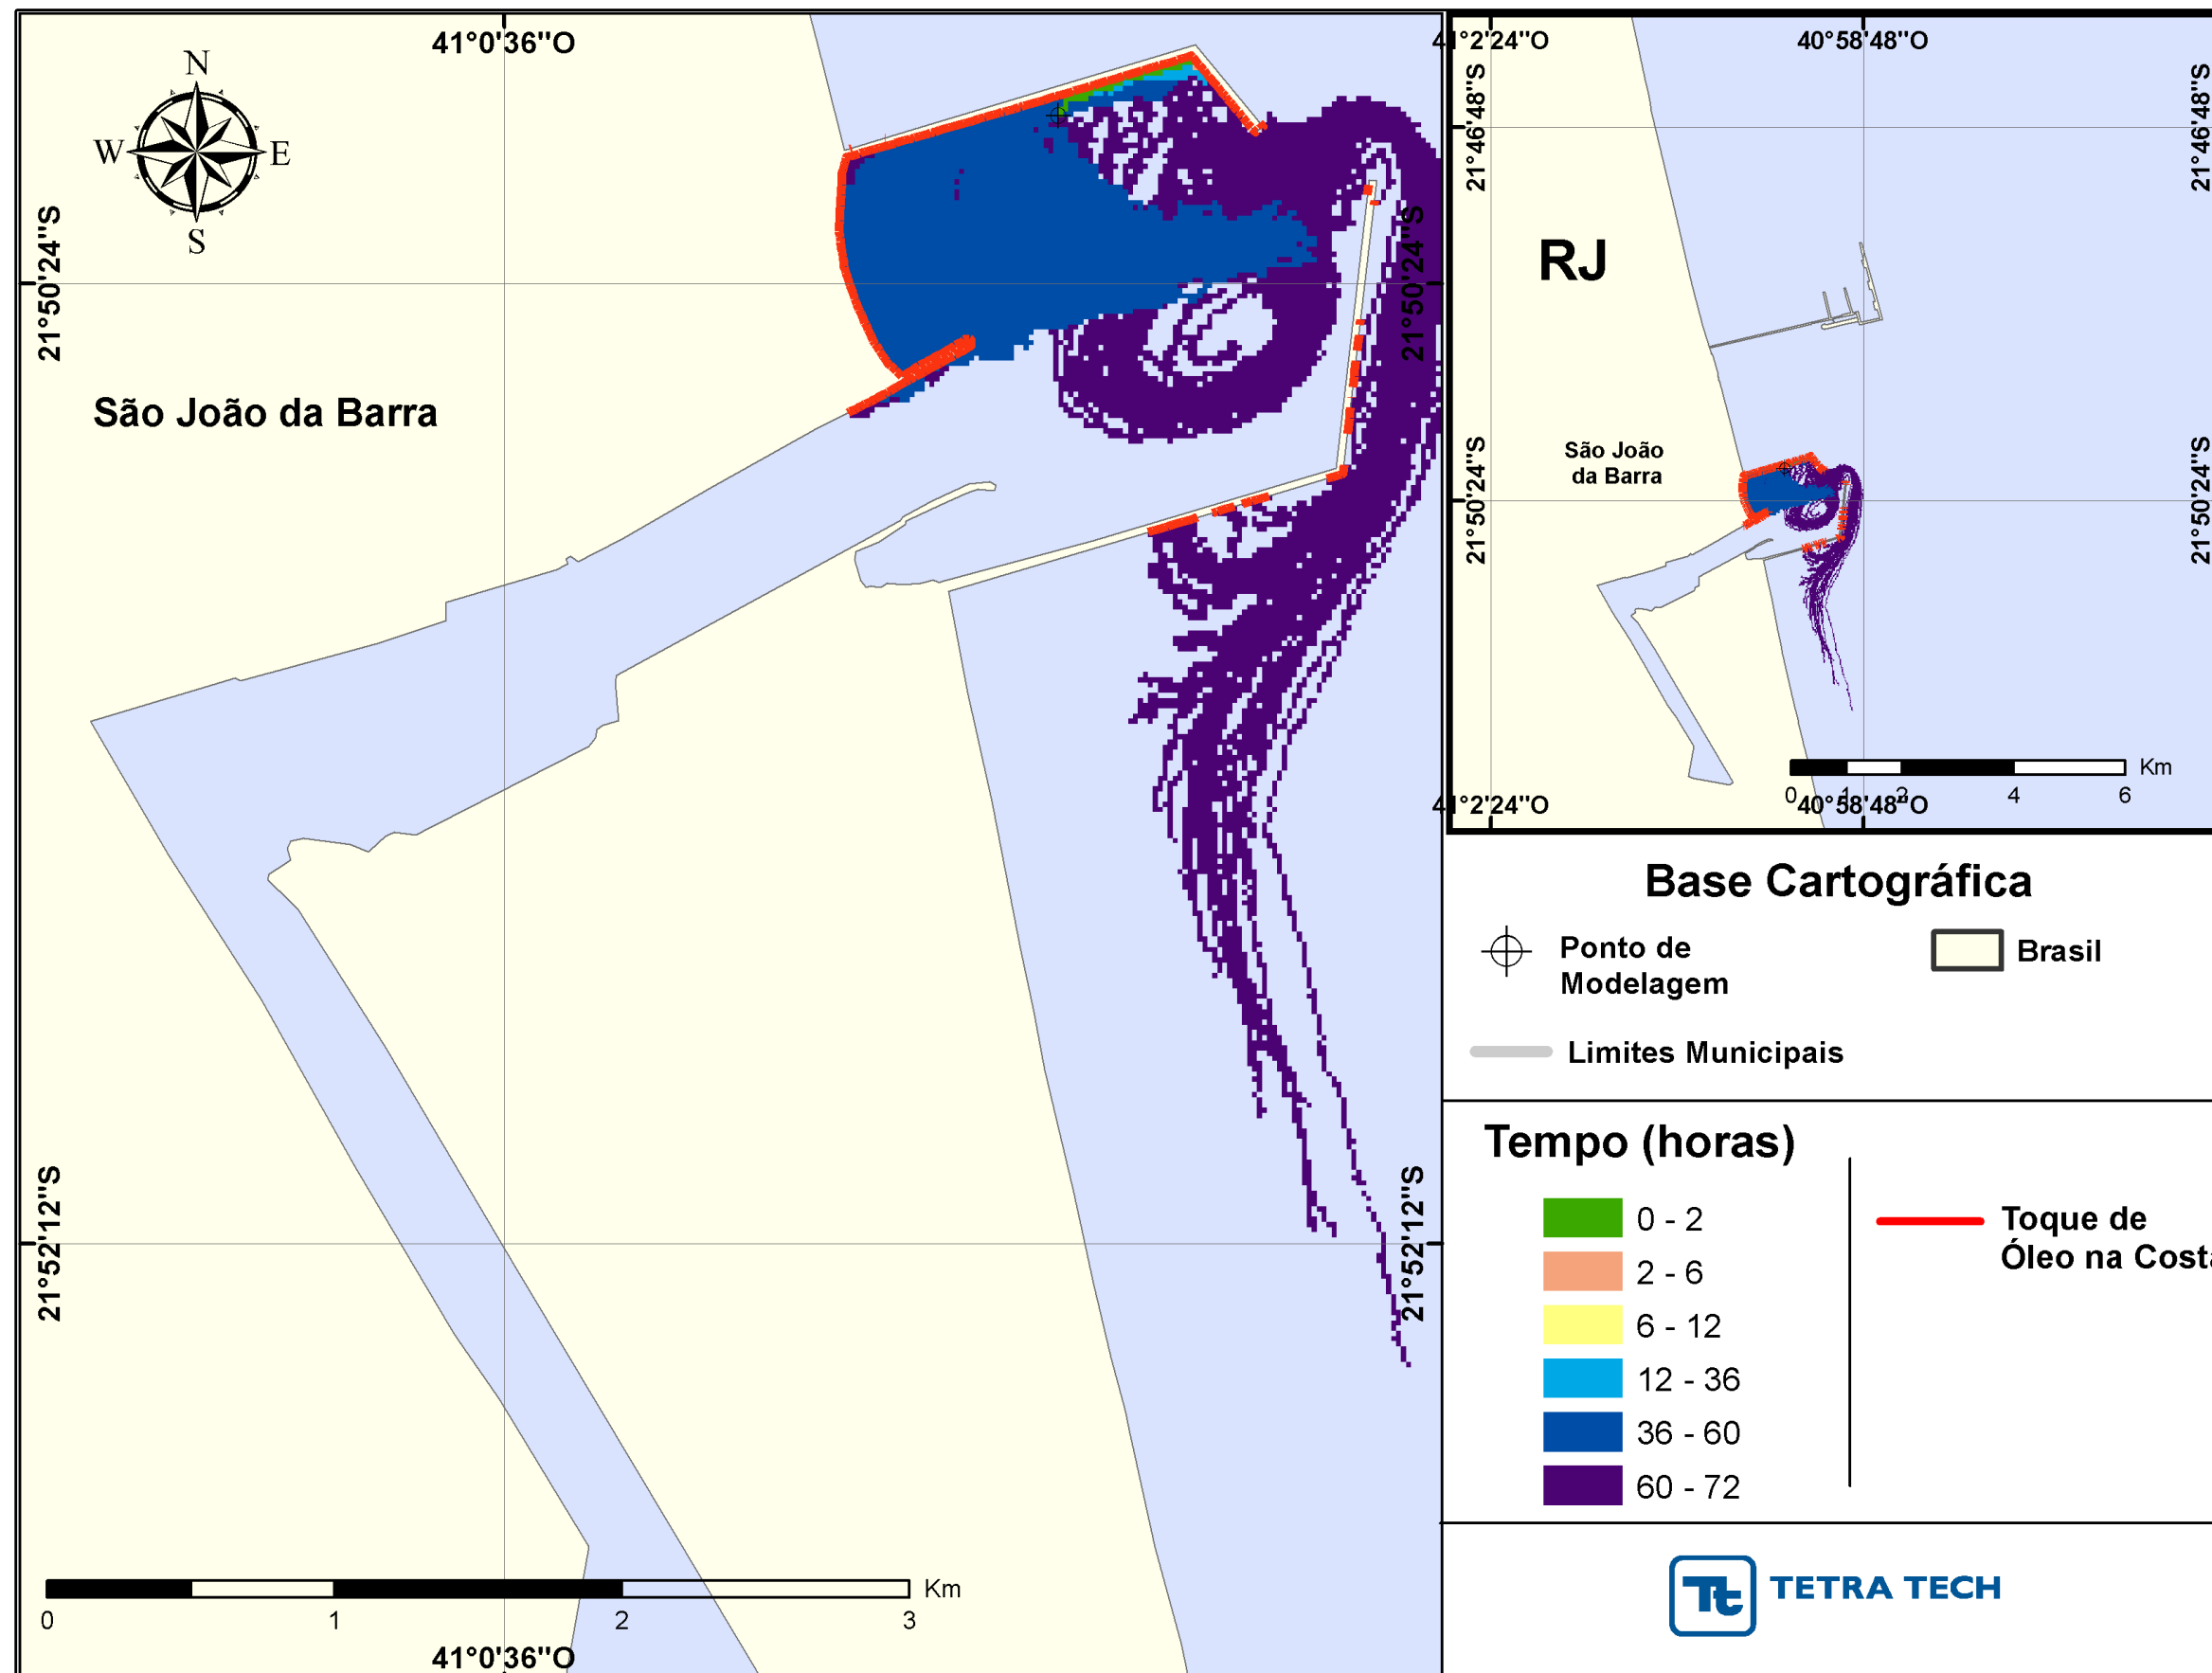 41°0'36"O
N
W
E
S
21°50'24"S
21°50'24"S
São João da Barra
21°52'12"S
21°52'12"S
Km
0
1
2
3
41°0'36"O
41°2'24"O
40°58'48"O
21°46'48"S
21°46'48"S
RJ
São João
da Barra
21°50'24"S
21°50'24"S
Km
0
1
2
4
6
41°2'24"O
40°58'48"O
Base Cartográfica
Ponto de
Modelagem
Brasil
Limites Municipais
Tempo (horas)
0 - 2
2 - 6
6 - 12
12 - 36
36 - 60
60 - 72
Toque de
Óleo na Costa
Tt
TETRA TECH